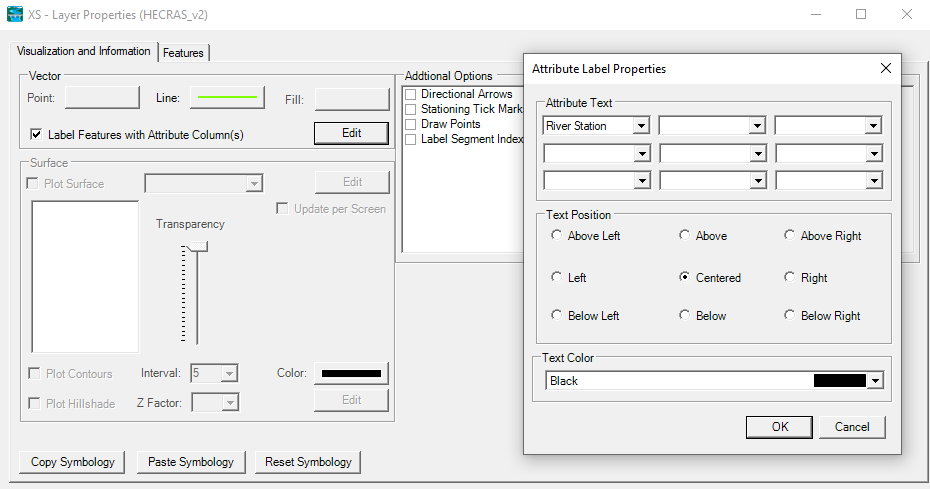 XS - Layer Properties (HECRAS_v2)
Visualization and Information
Features
Vector
Point:
Line:
Fill:
Label Features with Attribute Column(s)
Edit
Surface
Plot Surface
Edit
Update per Screen
Transparency
Plot Contours
Interval:
5
Color:
Plot Hillshade
Z Factor:
Edit
Copy Symbology
Paste Symbology
Reset Symbology
Addtional Options
Directional Arrows
Stationing Tick Mark
Draw Points
Label Segment Index
Attribute Label Properties
Attribute Text
River Station
Text Position
Above Left
Above
Above Right
Left
Centered
Right
Below Left
Below
Below Right
Text Color
Black
OK
Cancel